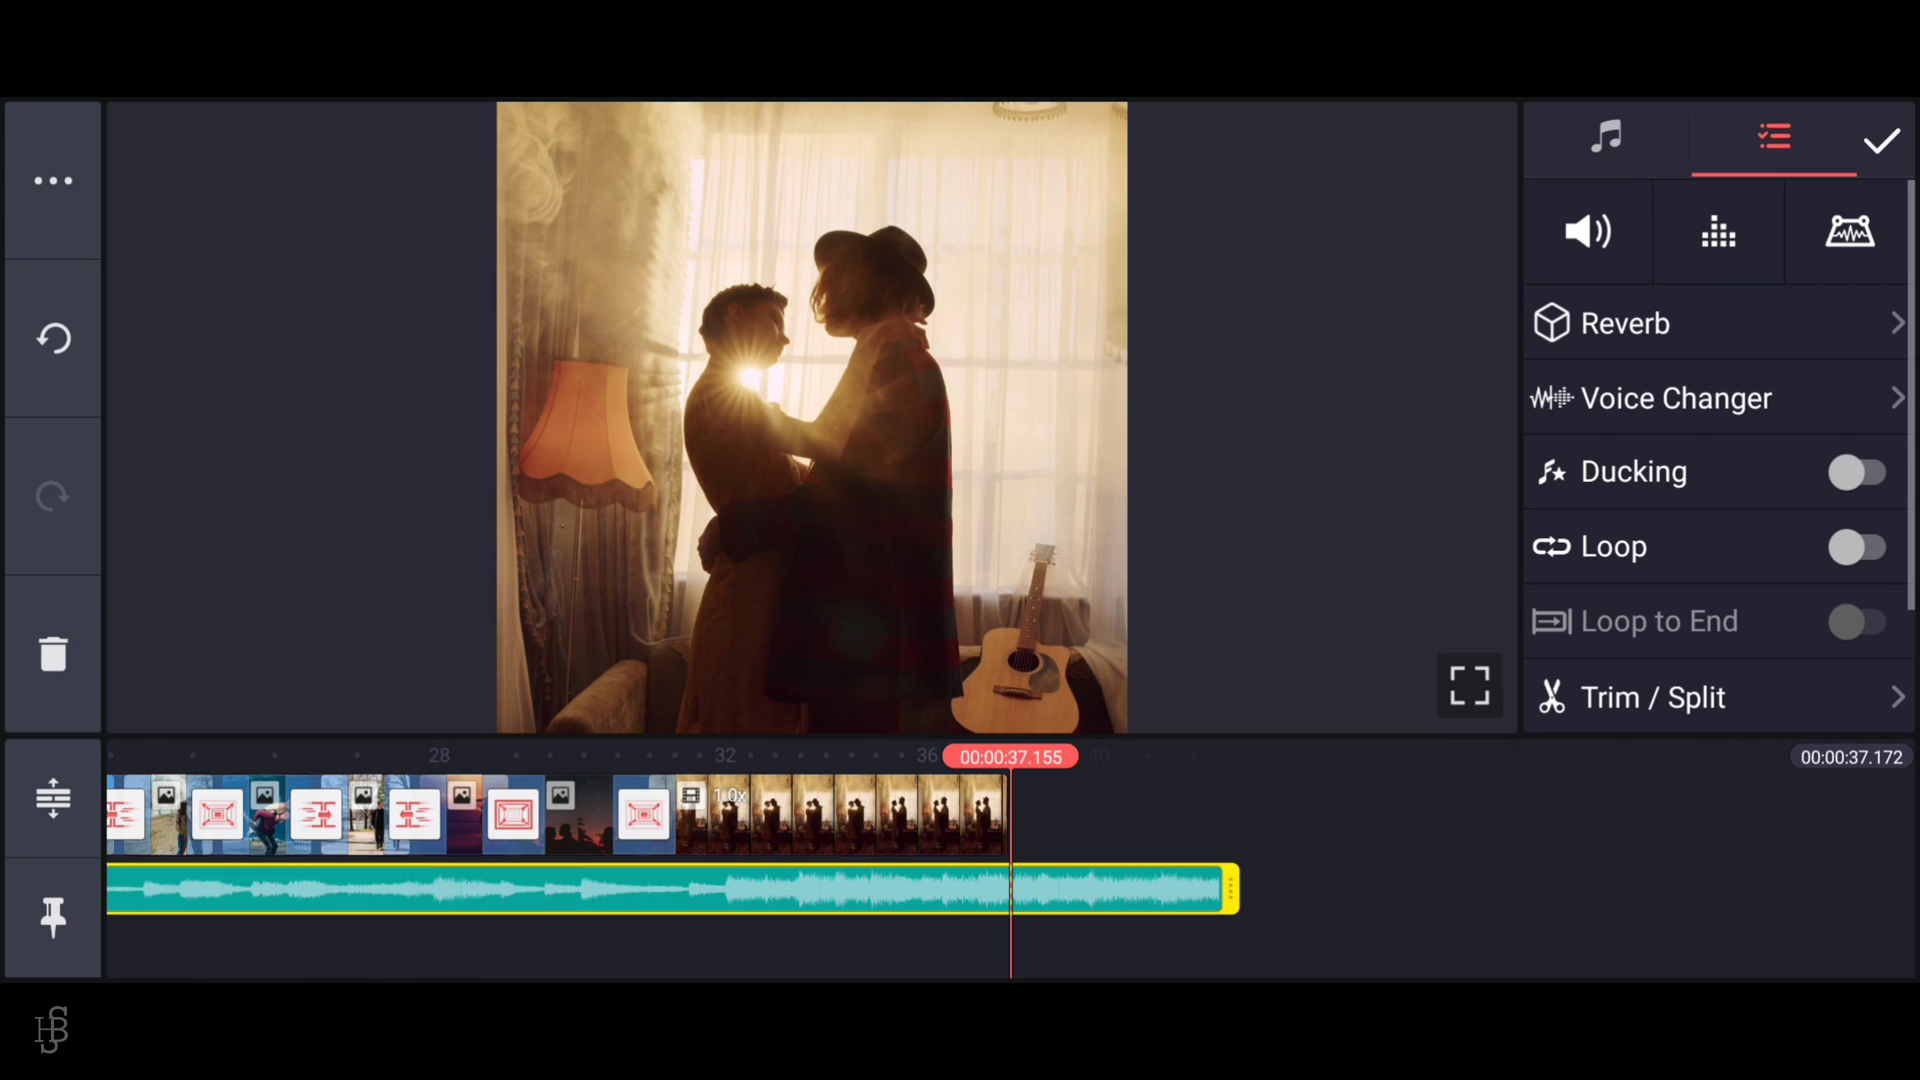 Reverb
Voice Changer
Ducking
Loop
Loop to End
Trim / Split
28
32
36
00:00:37.155
40
00:00:37.172
1.0x